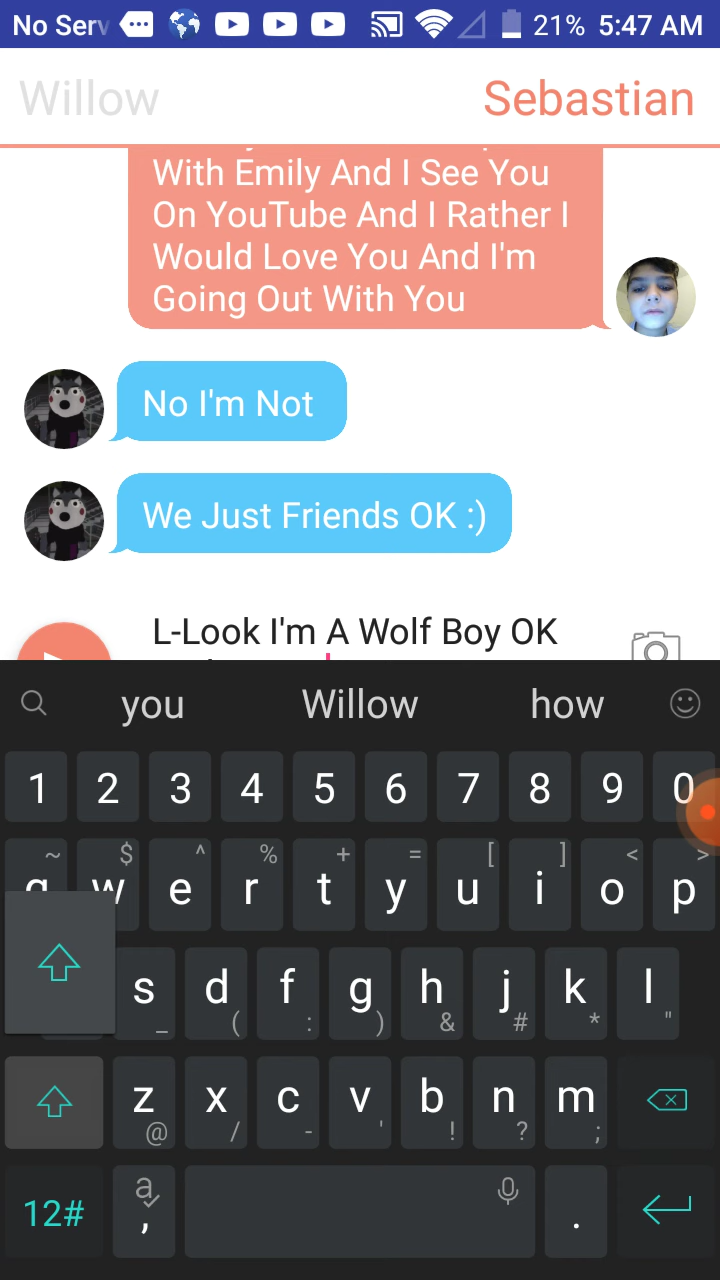 No Serv 21% 5:47 AM
Willow Sebastian
With Emily And I See You
On YouTube And I Rather I
Would Love You And I'm
Going Out With You
No I'm Not
We Just Friends OK :)
L-Look I'm A Wolf Boy OK
you Willow how
1 2 3 4 5 6 7 8 9 0
~ $ ^ % + = [ ] < >
q w e r t y u i o p
s d f g h j k l
_ ( : ) & # * "
z x c v b n m
@ / - ' ! ? ;
12# , .